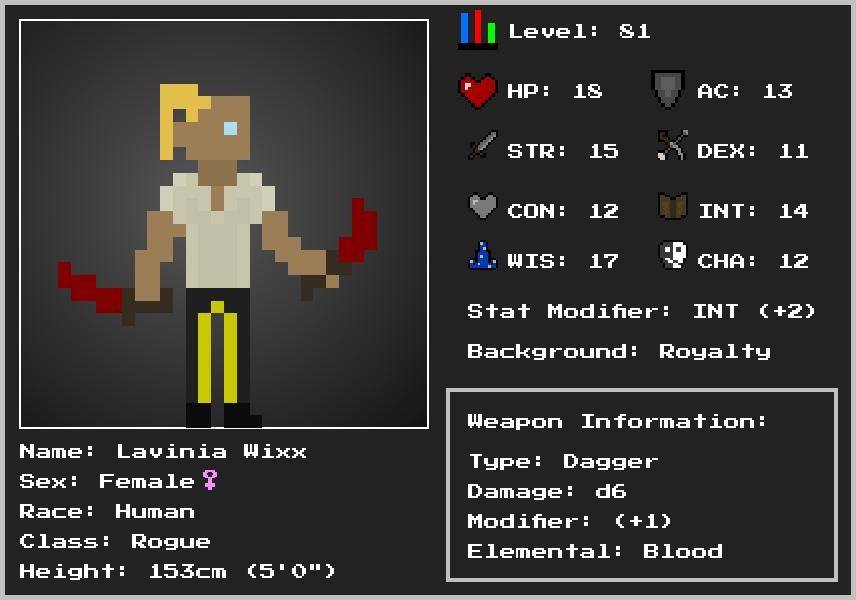 Level: 81
HP: 18 AC: 13
STR: 15 DEX: 11
CON: 12 INT: 14
WIS: 17 CHA: 12
Stat Modifier: INT (+2)
Background: Royalty
Weapon Information:
Type: Dagger
Damage: d6
Modifier: (+1)
Elemental: Blood
Name: Lavinia Wixx
Sex: Female♀
Race: Human
Class: Rogue
Height: 153cm (5'0")